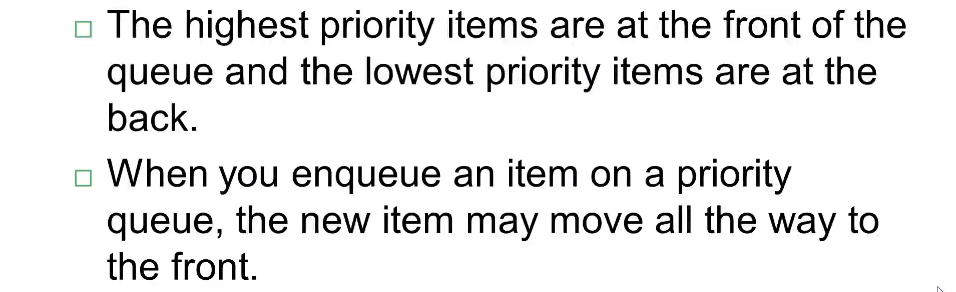 The highest priority items are at the front of the
queue and the lowest priority items are at the
back.
When you enqueue an item on a priority
queue, the new item may move all the way to
the front.